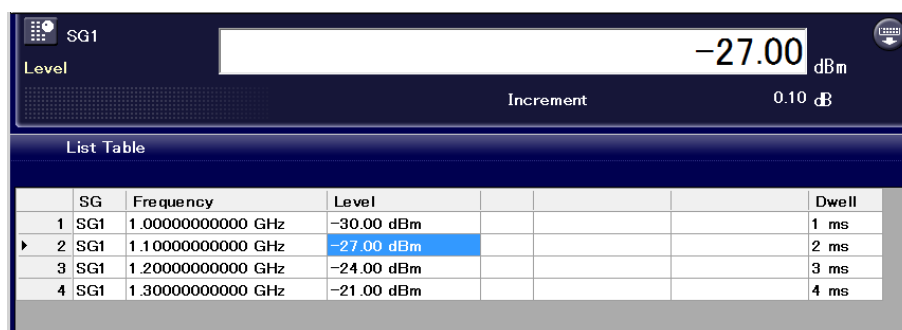 SG1
-27.00 dBm
Level
Increment 0.10 dB
List Table
SG Frequency Level Dwell
1 SG1 1.00000000000 GHz -30.00 dBm 1 ms
2 SG1 1.10000000000 GHz -27.00 dBm 2 ms
3 SG1 1.20000000000 GHz -24.00 dBm 3 ms
4 SG1 1.30000000000 GHz -21.00 dBm 4 ms